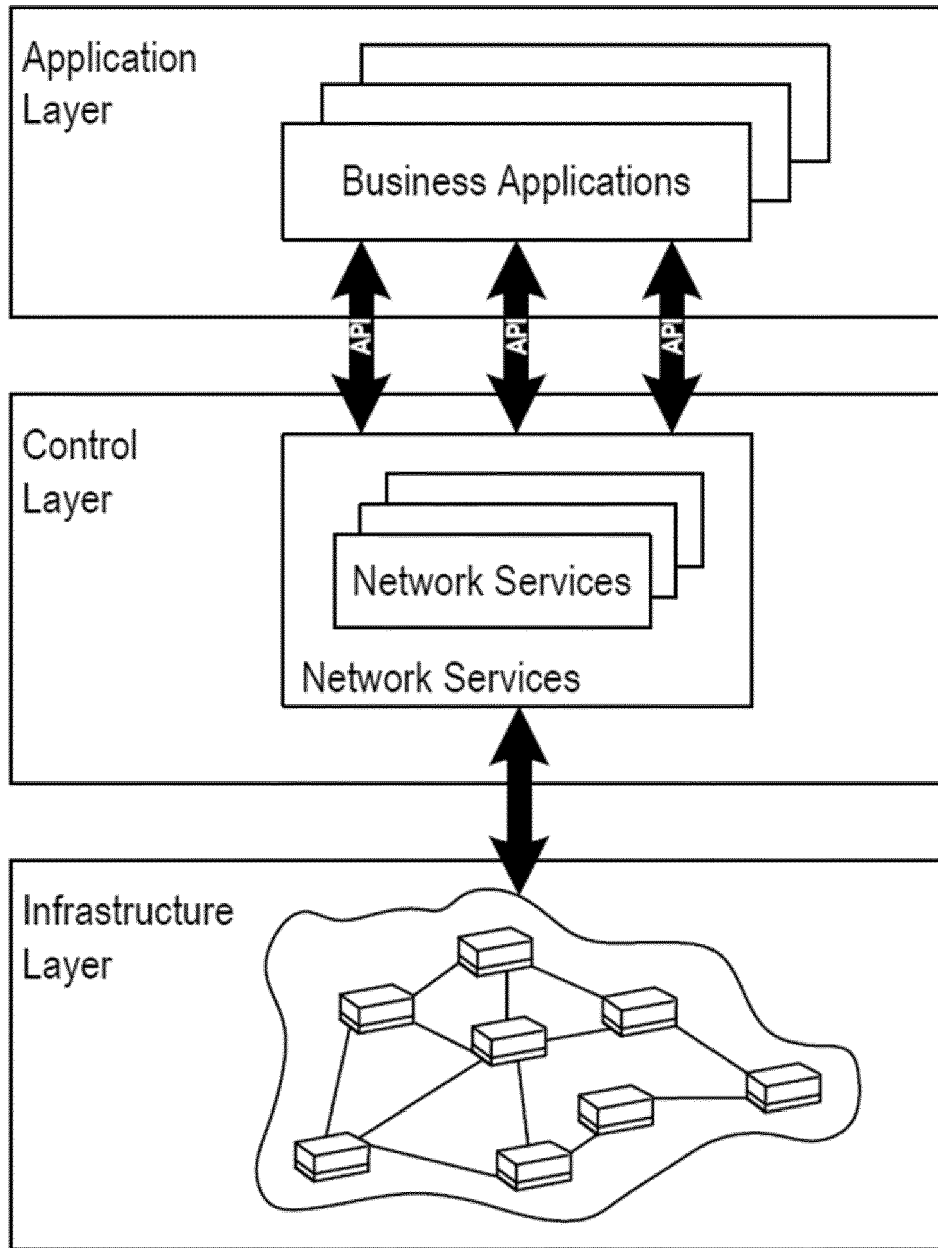 Application
Layer
Business Applications
API
API
API
Control
Layer
Network Services
Network Services
Infrastructure
Layer